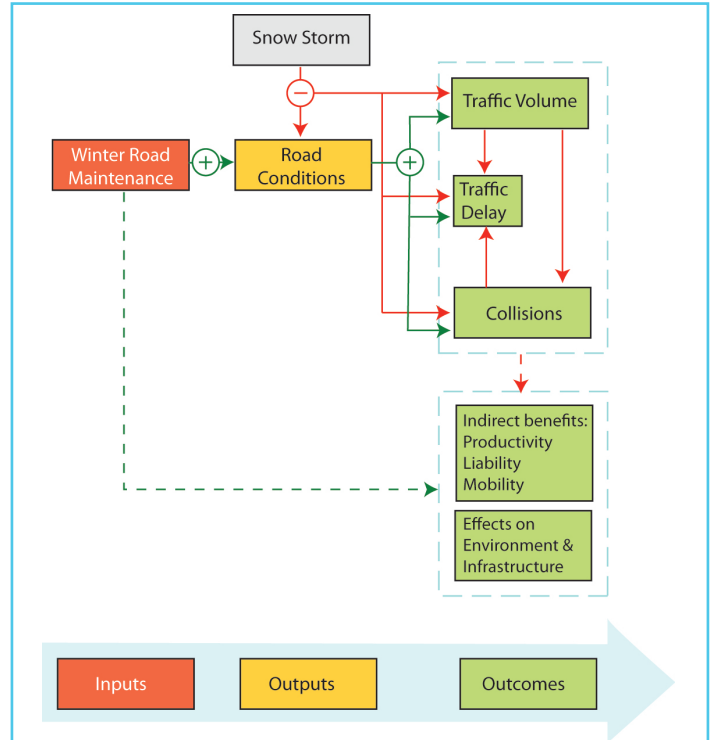 Snow Storm
Traffic Volume
Winter Road
Maintenance
Road
Conditions
Traffic
Delay
Collisions
Indirect benefits:
Productivity
Liability
Mobility
Effects on
Environment &
Infrastructure
Inputs
Outputs
Outcomes